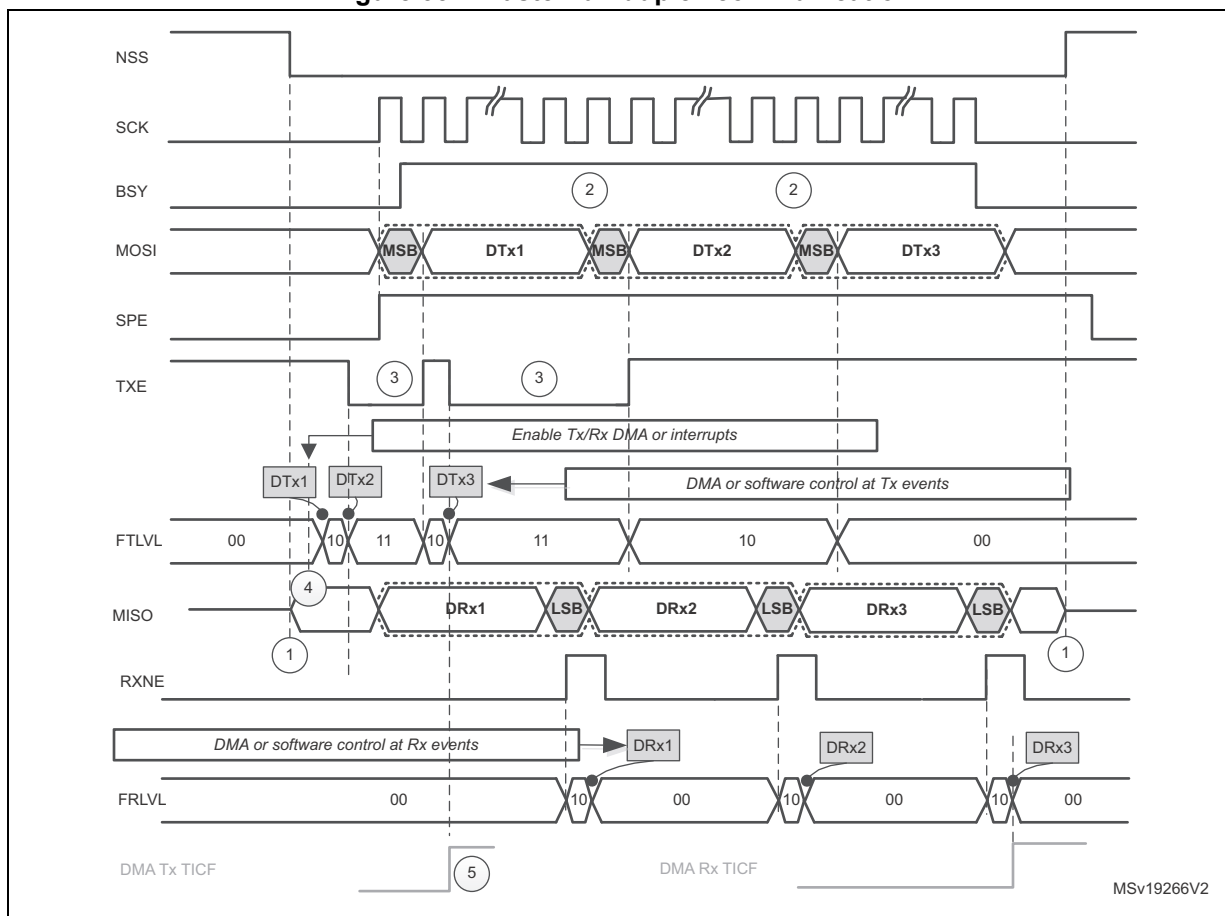 NSS
SCK
BSY
2 2
MOSI MSB DTx1 MSB DTx2 MSB DTx3
SPE
TXE
3 3
Enable Tx/Rx DMA or interrupts
DTx1 DTx2 DTx3 DMA or software control at Tx events
FTLVL 00 10 11 10 11 10 00
4
MISO DRx1 LSB DRx2 LSB DRx3 LSB
1 1
RXNE
DMA or software control at Rx events DRx1 DRx2 DRx3
FRLVL 00 10 00 10 00 10 00
DMA Tx TICF 5 DMA Rx TICF
MSv19266V2